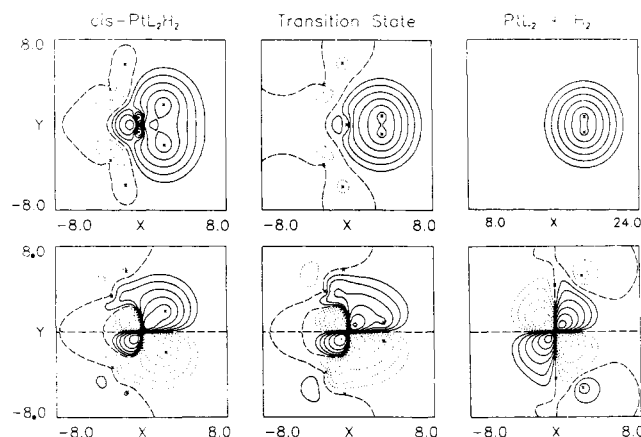 cis-PtL₂H₂ Transition State PtL₂ + H₂
8.0
Y
-8.0
-8.0 X 8.0 -8.0 X 8.0 8.0 X 24.0
8.0
Y
-8.0
-8.0 X 8.0 -8.0 X 8.0 -8.0 X 8.0